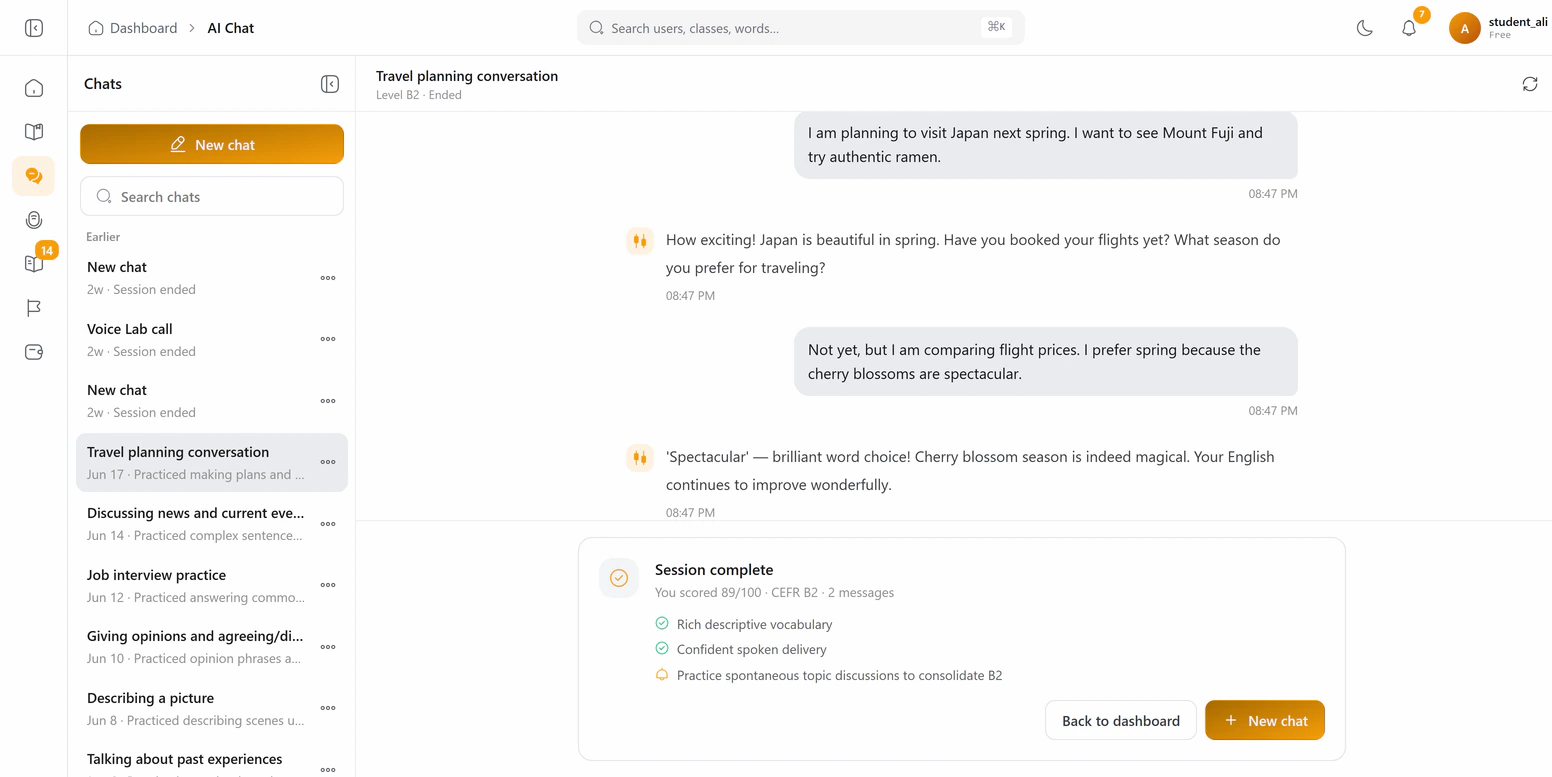 Dashboard > AI Chat
Search users, classes, words...
⌘K
7
A
student_ali
Free
14
Chats
New chat
Search chats
Earlier
New chat
2w · Session ended
Voice Lab call
2w · Session ended
New chat
2w · Session ended
Travel planning conversation
Jun 17 · Practiced making plans and ...
Discussing news and current eve...
Jun 14 · Practiced complex sentence...
Job interview practice
Jun 12 · Practiced answering commo...
Giving opinions and agreeing/di...
Jun 10 · Practiced opinion phrases a...
Describing a picture
Jun 8 · Practiced describing scenes u...
Talking about past experiences
Travel planning conversation
Level B2 · Ended
I am planning to visit Japan next spring. I want to see Mount Fuji and
try authentic ramen.
08:47 PM
How exciting! Japan is beautiful in spring. Have you booked your flights yet? What season do
you prefer for traveling?
08:47 PM
Not yet, but I am comparing flight prices. I prefer spring because the
cherry blossoms are spectacular.
08:47 PM
'Spectacular' — brilliant word choice! Cherry blossom season is indeed magical. Your English
continues to improve wonderfully.
08:47 PM
Session complete
You scored 89/100 · CEFR B2 · 2 messages
Rich descriptive vocabulary
Confident spoken delivery
Practice spontaneous topic discussions to consolidate B2
Back to dashboard
+ New chat